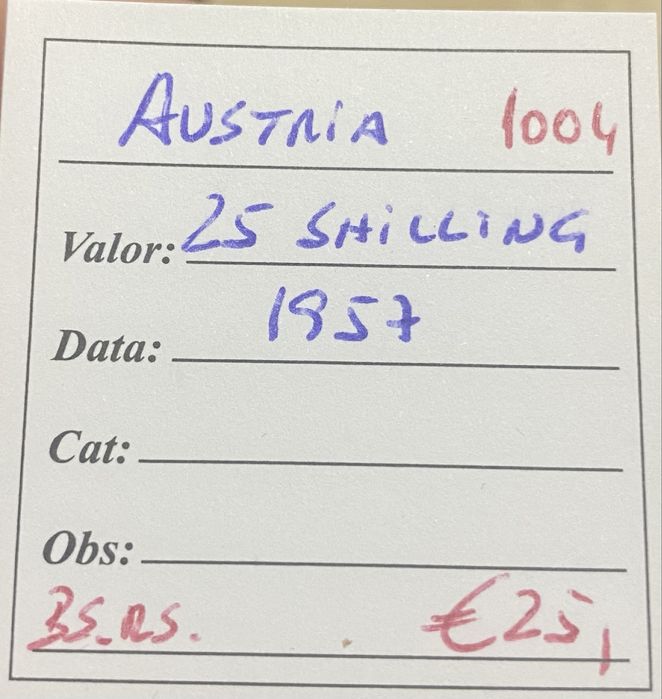 AUSTRIA 1004
Valor: 25 SHILLING
Data: 1957
Cat:
Obs:
€25,